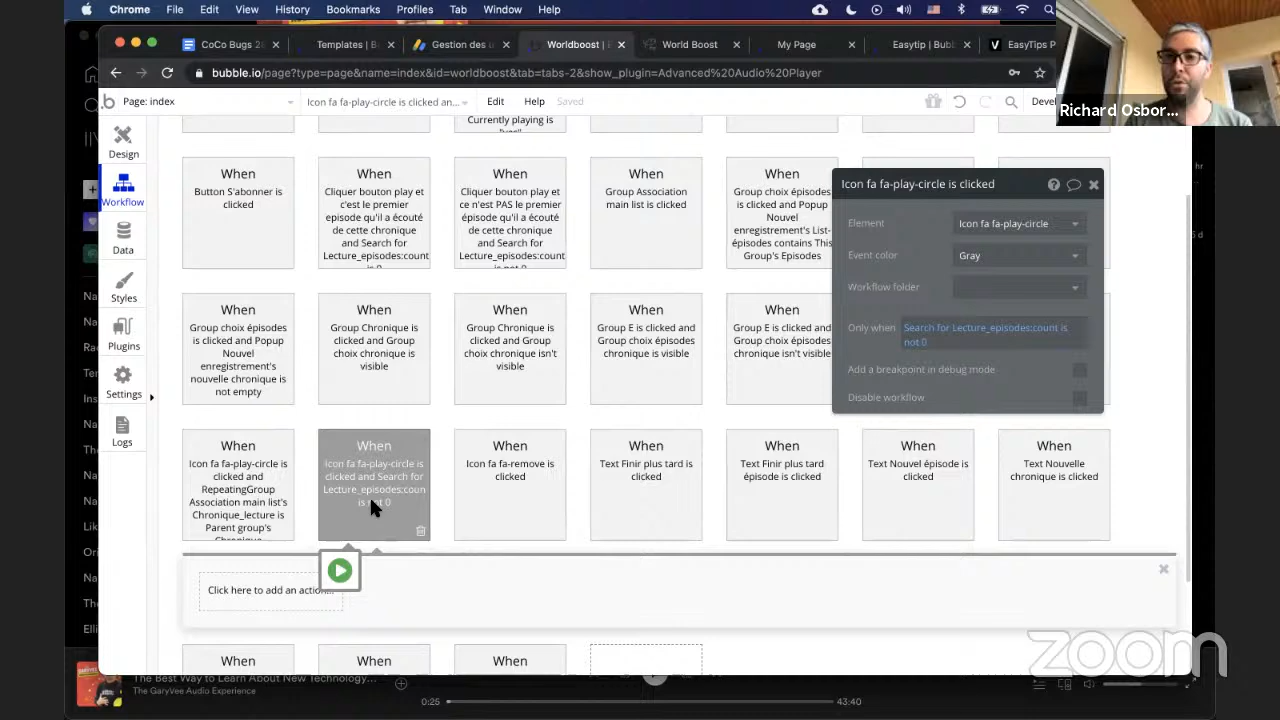 Chrome File Edit View History Bookmarks Profiles Tab Window Help
CoCo Bugs 2
Templates | B
Gestion des u
Worldboost |
World Boost
My Page
Easytip | Bub
EasyTips P
bubble.io/page?type=page&name=index&id=worldboost&tab=tabs-2&show_plugin=Advanced%20Audio%20Player
Richard Osbor...
Page: index
Icon fa fa-play-circle is clicked an...
Edit Help Saved
Design
Workflow
Data
Styles
Plugins
Settings
Logs
Currently playing is
"yes"
When
Button S'abonner is
clicked
When
Cliquer bouton play et
c'est le premier
episode qu'il a écouté
de cette chronique
and Search for
Lecture_episodes:count
is 0
When
Cliquer bouton play et
ce n'est PAS le premier
épisode qu'il a écouté
de cette chronique
and Search for
Lecture_episodes:count
is not 0
When
Group Association
main list is clicked
When
Group choix épisodes
is clicked and Popup
Nouvel
enregistrement's List-
épisodes contains This
Group's Episodes
When
Group choix épisodes
is clicked and Popup
Nouvel
enregistrement's
nouvelle chronique is
not empty
When
Group Chronique is
clicked and Group
choix chronique is
visible
When
Group Chronique is
clicked and Group
choix chronique isn't
visible
When
Group E is clicked and
Group choix épisodes
chronique is visible
When
Group E is clicked and
Group choix épisodes
chronique isn't visible
Icon fa fa-play-circle is clicked
Element Icon fa fa-play-circle
Event color Gray
Workflow folder
Only when Search for Lecture_episodes:count is
not 0
Add a breakpoint in debug mode
Disable workflow
When
Icon fa fa-play-circle is
clicked and
RepeatingGroup
Association main list's
Chronique_lecture is
Parent group's
Chronique
When
Icon fa fa-play-circle is
clicked and Search for
Lecture_episodes:coun
is not 0
When
Icon fa fa-remove is
clicked
When
Text Finir plus tard is
clicked
When
Text Finir plus tard
épisode is clicked
When
Text Nouvel épisode is
clicked
When
Text Nouvelle
chronique is clicked
Click here to add an action...
When
When
When
zoom
The Best Way to Learn About New Technology...
The GaryVee Audio Experience
0:25
43:40